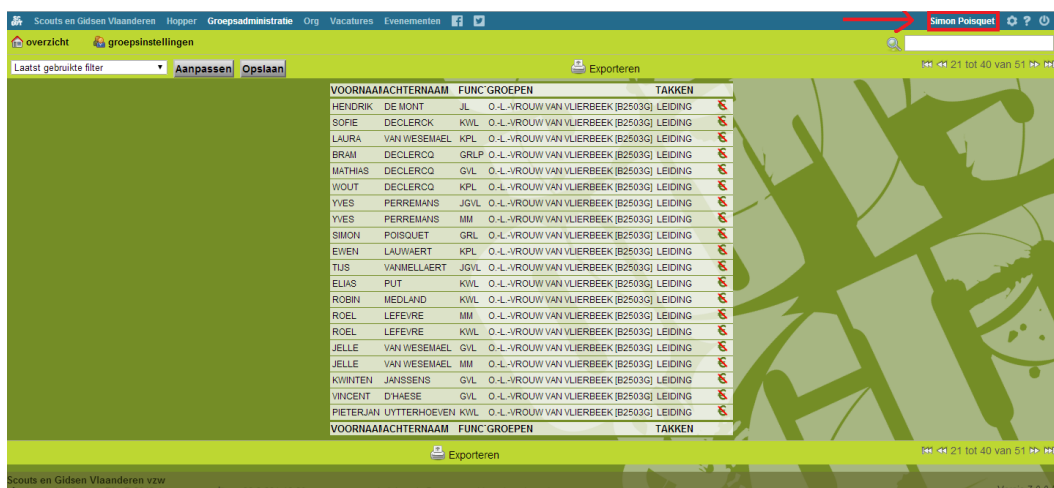 Scouts en Gidsen Vlaanderen Hopper Groepsadministratie Org Vacatures Evenementen Simon Poisquet ?
overzicht groepsinstellingen
Laatst gebruikte filter Aanpassen Opslaan Exporteren 21 tot 40 van 51
VOORNAAMACHTERNAAM FUNC GROEPEN TAKKEN
HENDRIK DE MONT JL O.-L.-VROUW VAN VLIERBEEK [B2503G] LEIDING
SOFIE DECLERCK KWL O.-L.-VROUW VAN VLIERBEEK [B2503G] LEIDING
LAURA VAN WESEMAEL KPL O.-L.-VROUW VAN VLIERBEEK [B2503G] LEIDING
BRAM DECLERCQ GRLP O.-L.-VROUW VAN VLIERBEEK [B2503G] LEIDING
MATHIAS DECLERCQ GVL O.-L.-VROUW VAN VLIERBEEK [B2503G] LEIDING
WOUT DECLERCQ KPL O.-L.-VROUW VAN VLIERBEEK [B2503G] LEIDING
YVES PERREMANS JGVL O.-L.-VROUW VAN VLIERBEEK [B2503G] LEIDING
YVES PERREMANS MM O.-L.-VROUW VAN VLIERBEEK [B2503G] LEIDING
SIMON POISQUET GRL O.-L.-VROUW VAN VLIERBEEK [B2503G] LEIDING
EWEN LAUWAERT KPL O.-L.-VROUW VAN VLIERBEEK [B2503G] LEIDING
TIJS VANMELLAERT JGVL O.-L.-VROUW VAN VLIERBEEK [B2503G] LEIDING
ELIAS PUT KWL O.-L.-VROUW VAN VLIERBEEK [B2503G] LEIDING
ROBIN MEDLAND KWL O.-L.-VROUW VAN VLIERBEEK [B2503G] LEIDING
ROEL LEFEVRE MM O.-L.-VROUW VAN VLIERBEEK [B2503G] LEIDING
ROEL LEFEVRE KWL O.-L.-VROUW VAN VLIERBEEK [B2503G] LEIDING
JELLE VAN WESEMAEL GVL O.-L.-VROUW VAN VLIERBEEK [B2503G] LEIDING
JELLE VAN WESEMAEL MM O.-L.-VROUW VAN VLIERBEEK [B2503G] LEIDING
KWINTEN JANSSENS GVL O.-L.-VROUW VAN VLIERBEEK [B2503G] LEIDING
VINCENT D'HAESE GVL O.-L.-VROUW VAN VLIERBEEK [B2503G] LEIDING
PIETERJAN UYTTERHOEVEN KWL O.-L.-VROUW VAN VLIERBEEK [B2503G] LEIDING
VOORNAAMACHTERNAAM FUNC GROEPEN TAKKEN
Exporteren 21 tot 40 van 51
Scouts en Gidsen Vlaanderen vzw